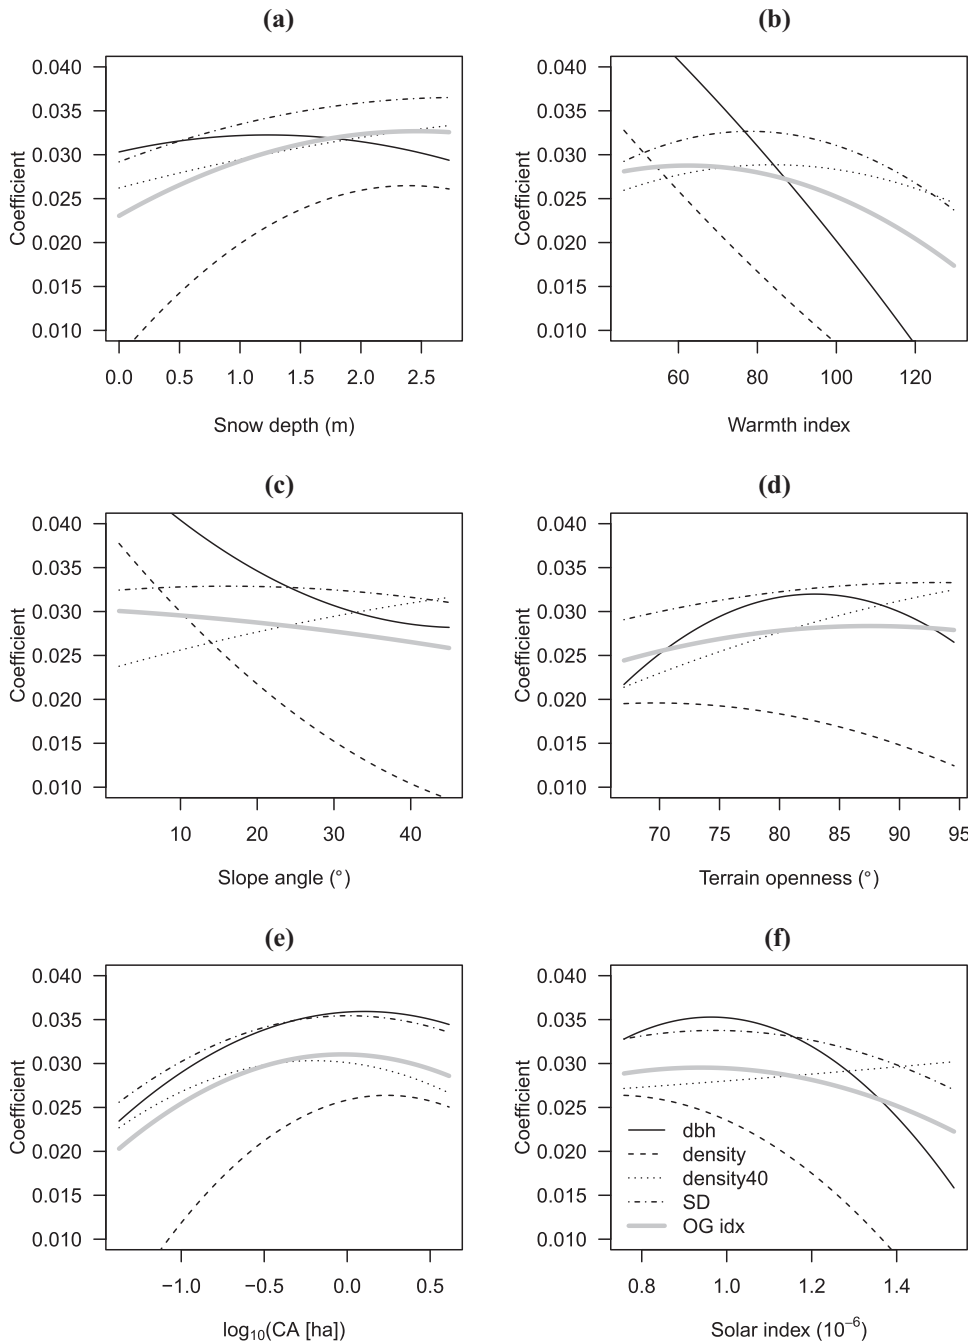 (a)
0.040
0.035
0.030
0.025
0.020
0.015
0.010
Coefficient
0.0 0.5 1.0 1.5 2.0 2.5
Snow depth (m)
(b)
0.040
0.035
0.030
0.025
0.020
0.015
0.010
Coefficient
60 80 100 120
Warmth index
(c)
0.040
0.035
0.030
0.025
0.020
0.015
0.010
Coefficient
10 20 30 40
Slope angle (°)
(d)
0.040
0.035
0.030
0.025
0.020
0.015
0.010
Coefficient
70 75 80 85 90 95
Terrain openness (°)
(e)
0.040
0.035
0.030
0.025
0.020
0.015
0.010
Coefficient
−1.0 −0.5 0.0 0.5
log₁₀(CA [ha])
(f)
0.040
0.035
0.030
0.025
0.020
0.015
0.010
Coefficient
dbh
density
density40
SD
OG idx
0.8 1.0 1.2 1.4
Solar index (10⁻⁶)